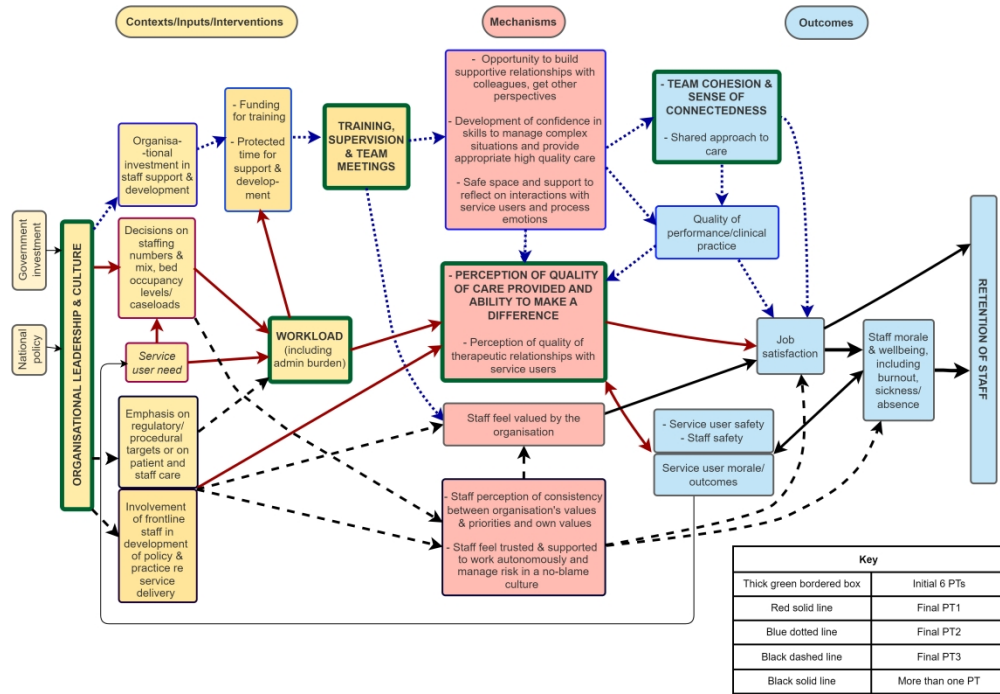 Contexts/Inputs/Interventions
Mechanisms
Outcomes
Government
investment
National
policy
ORGANISATIONAL LEADERSHIP & CULTURE
Organisa-
-ational
investment in
staff support &
development
Decisions on
staffing
numbers &
mix, bed
occupancy
levels/
caseloads
Service
user need
Emphasis on
regulatory/
procedural
targets or on
patient and
staff care
Involvement of
frontline
staff in
development
of policy &
practice re
service
delivery
- Funding
for training
- Protected
time for
support &
develop-
ment
WORKLOAD
(including
admin burden)
TRAINING,
SUPERVISION
& TEAM
MEETINGS
- Opportunity to build
supportive relationships with
colleagues, get other
perspectives
- Development of confidence in
skills to manage complex
situations and provide
appropriate high quality care
- Safe space and support to
reflect on interactions with
service users and process
emotions
- PERCEPTION OF QUALITY
OF CARE PROVIDED AND
ABILITY TO MAKE A
DIFFERENCE
- Perception of quality of
therapeutic relationships with
service users
Staff feel valued by the
organisation
- Staff perception of consistency
between organisation's values
& priorities and own values
- Staff feel trusted & supported
to work autonomously and
manage risk in a no-blame
culture
- TEAM COHESION &
SENSE OF
CONNECTEDNESS
- Shared approach to
care
Quality of
performance/clinical
practice
Job
satisfaction
- Service user safety
- Staff safety
Service user morale/
outcomes
Staff morale
& wellbeing,
including
burnout,
sickness/
absence
RETENTION OF STAFF
Key
Thick green bordered box Initial 6 PTs
Red solid line Final PT1
Blue dotted line Final PT2
Black dashed line Final PT3
Black solid line More than one PT